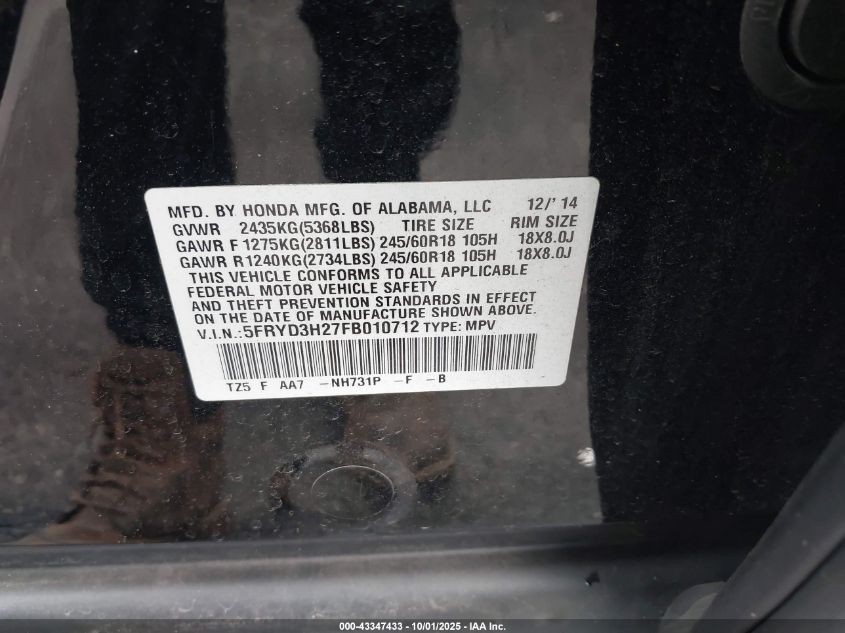 MFD. BY HONDA MFG. OF ALABAMA, LLC 12/'14
GVWR 2435KG(5368LBS) TIRE SIZE RIM SIZE
GAWR F 1275KG(2811LBS) 245/60R18 105H 18X8.0J
GAWR R1240KG(2734LBS) 245/60R18 105H 18X8.0J
THIS VEHICLE CONFORMS TO ALL APPLICABLE
FEDERAL MOTOR VEHICLE SAFETY
AND THEFT PREVENTION STANDARDS IN EFFECT
ON THE DATE OF MANUFACTURE SHOWN ABOVE.
V.I.N.:5FRYD3H27FB010712 TYPE: MPV
TZ5 F AA7 -NH731P -F -B
000-43347433 - 10/01/2025 - IAA Inc.